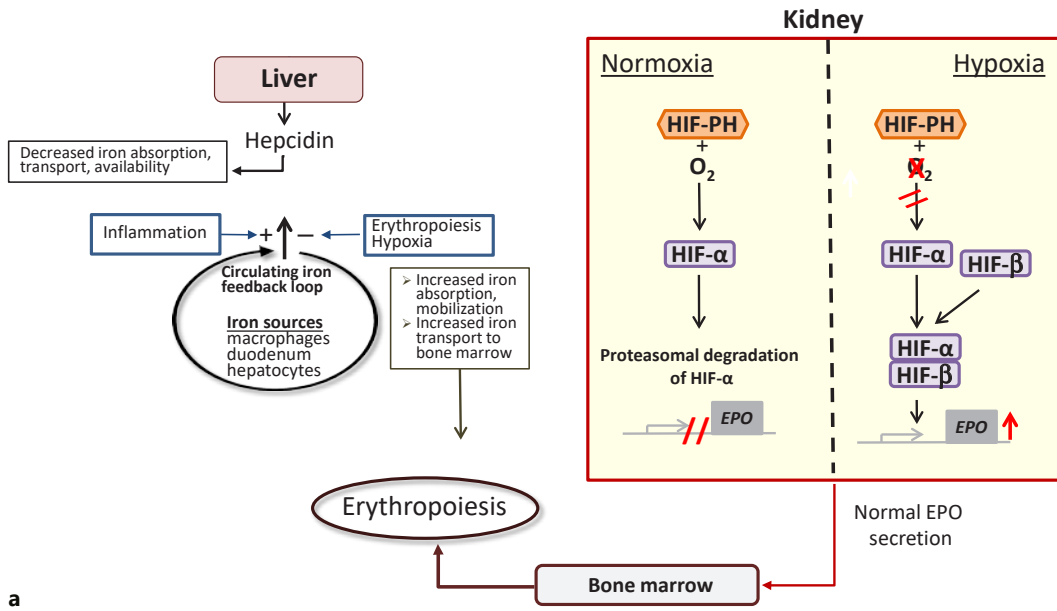 Kidney
Liver
Hepcidin
Decreased iron absorption,
transport, availability
Inflammation
+
−
Erythropoiesis
Hypoxia
Circulating iron
feedback loop
Iron sources
macrophages
duodenum
hepatocytes
➢ Increased iron
absorption,
mobilization
➢ Increased iron
transport to
bone marrow
Normoxia
HIF-PH
+
O₂
HIF-α
Proteasomal degradation
of HIF-α
EPO
Hypoxia
HIF-PH
+
O₂
X
HIF-α
HIF-β
HIF-α
HIF-β
EPO
Normal EPO
secretion
Erythropoiesis
Bone marrow
a